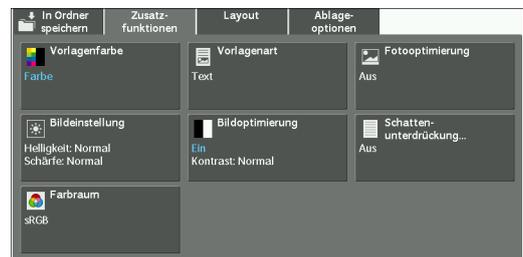 In Ordner
speichern
Zusatz-
funktionen
Layout
Ablage-
optionen
Vorlagenfarbe
Farbe
Vorlagenart
Text
Fotooptimierung
Aus
Bildeinstellung
Helligkeit: Normal
Schärfe: Normal
Bildoptimierung
Ein
Kontrast: Normal
Schatten-
unterdrückung...
Aus
Farbraum
sRGB